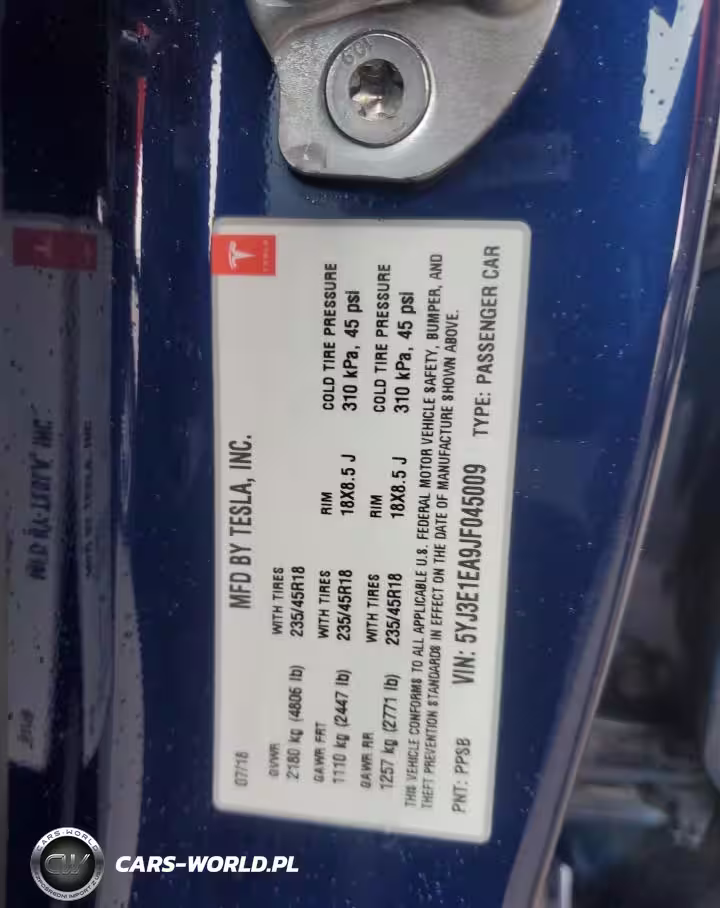 TESLA
MFD BY TESLA, INC.
07/18
GVWR WITH TIRES
2180 kg (4806 lb) 235/45R18
GAWR FRT WITH TIRES RIM COLD TIRE PRESSURE
1110 kg (2447 lb) 235/45R18 18X8.5 J 310 kPa, 45 psi
GAWR RR WITH TIRES RIM COLD TIRE PRESSURE
1257 kg (2771 lb) 235/45R18 18X8.5 J 310 kPa, 45 psi
THIS VEHICLE CONFORMS TO ALL APPLICABLE U.S. FEDERAL MOTOR VEHICLE SAFETY, BUMPER, AND
THEFT PREVENTION STANDARDS IN EFFECT ON THE DATE OF MANUFACTURE SHOWN ABOVE.
PNT: PPSB VIN: 5YJ3E1EA9JF045009 TYPE: PASSENGER CAR
109
CARS-WORLD
CW
CARS-WORLD.PL